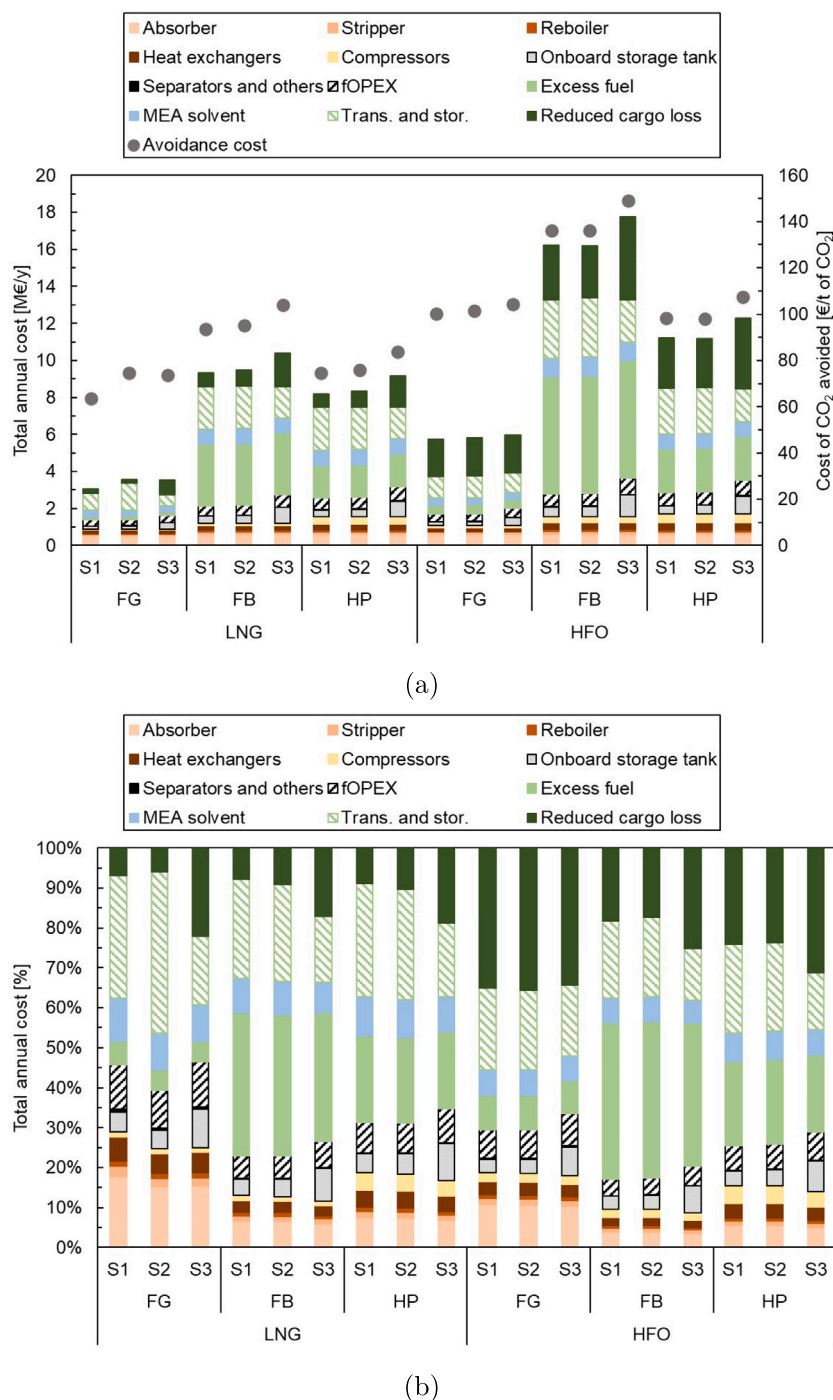 Absorber Stripper Reboiler
Heat exchangers Compressors Onboard storage tank
Separators and others fOPEX Excess fuel
MEA solvent Trans. and stor. Reduced cargo loss
Avoidance cost
Total annual cost [M€/y]
20
18
16
14
12
10
8
6
4
2
0
160
140
120
100
80
60
40
20
0
Cost of CO2 avoided [€/t of CO2]
S1 S2 S3 S1 S2 S3 S1 S2 S3 S1 S2 S3 S1 S2 S3 S1 S2 S3
FG FB HP FG FB HP
LNG HFO
(a)
Absorber Stripper Reboiler
Heat exchangers Compressors Onboard storage tank
Separators and others fOPEX Excess fuel
MEA solvent Trans. and stor. Reduced cargo loss
Total annual cost [%]
100%
90%
80%
70%
60%
50%
40%
30%
20%
10%
0%
S1 S2 S3 S1 S2 S3 S1 S2 S3 S1 S2 S3 S1 S2 S3 S1 S2 S3
FG FB HP FG FB HP
LNG HFO
(b)